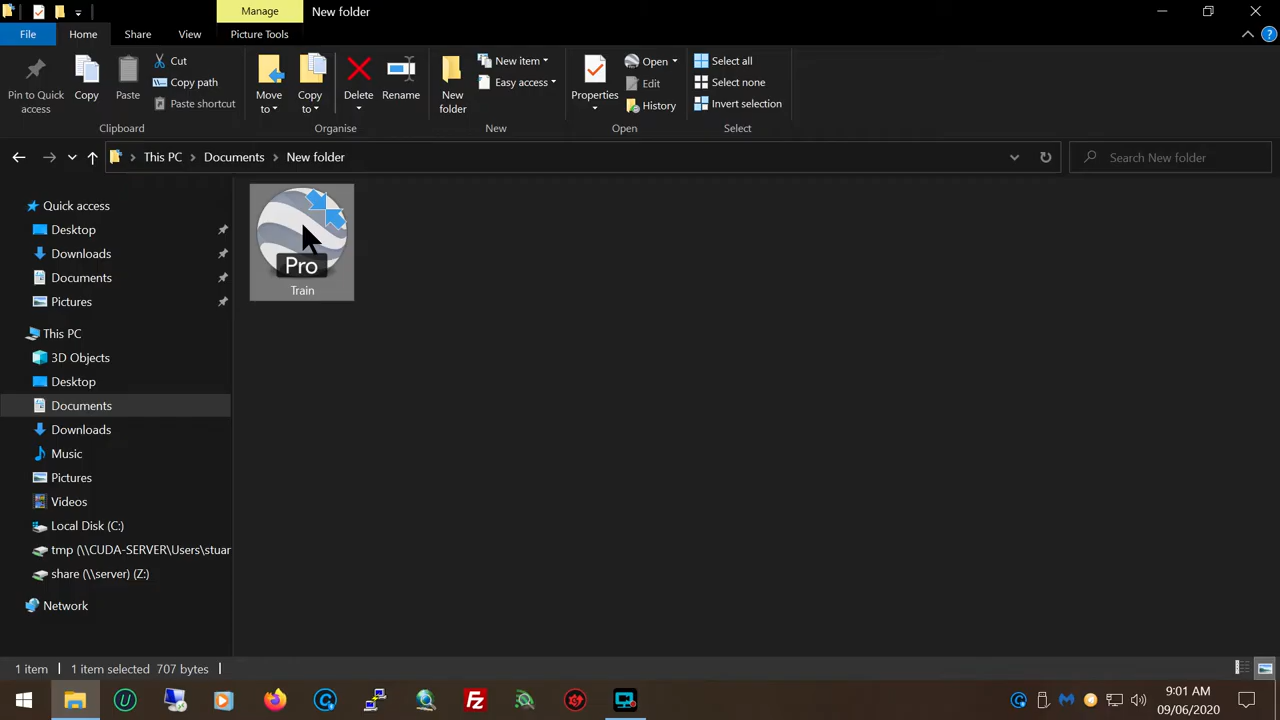 Manage
New folder
File
Home
Share
View
Picture Tools
Pin to Quick
access
Copy
Paste
Cut
Copy path
Paste shortcut
Clipboard
Move
to
Copy
to
Delete
Rename
Organise
New
folder
New item
Easy access
New
Properties
Open
Edit
History
Open
Select all
Select none
Invert selection
Select
This PC
Documents
New folder
Search New folder
Quick access
Desktop
Downloads
Documents
Pictures
This PC
3D Objects
Desktop
Documents
Downloads
Music
Pictures
Videos
Local Disk (C:)
tmp (\\CUDA-SERVER\Users\stuar
share (\\server) (Z:)
Network
Pro
Train
1 item
1 item selected 707 bytes
9:01 AM
09/06/2020